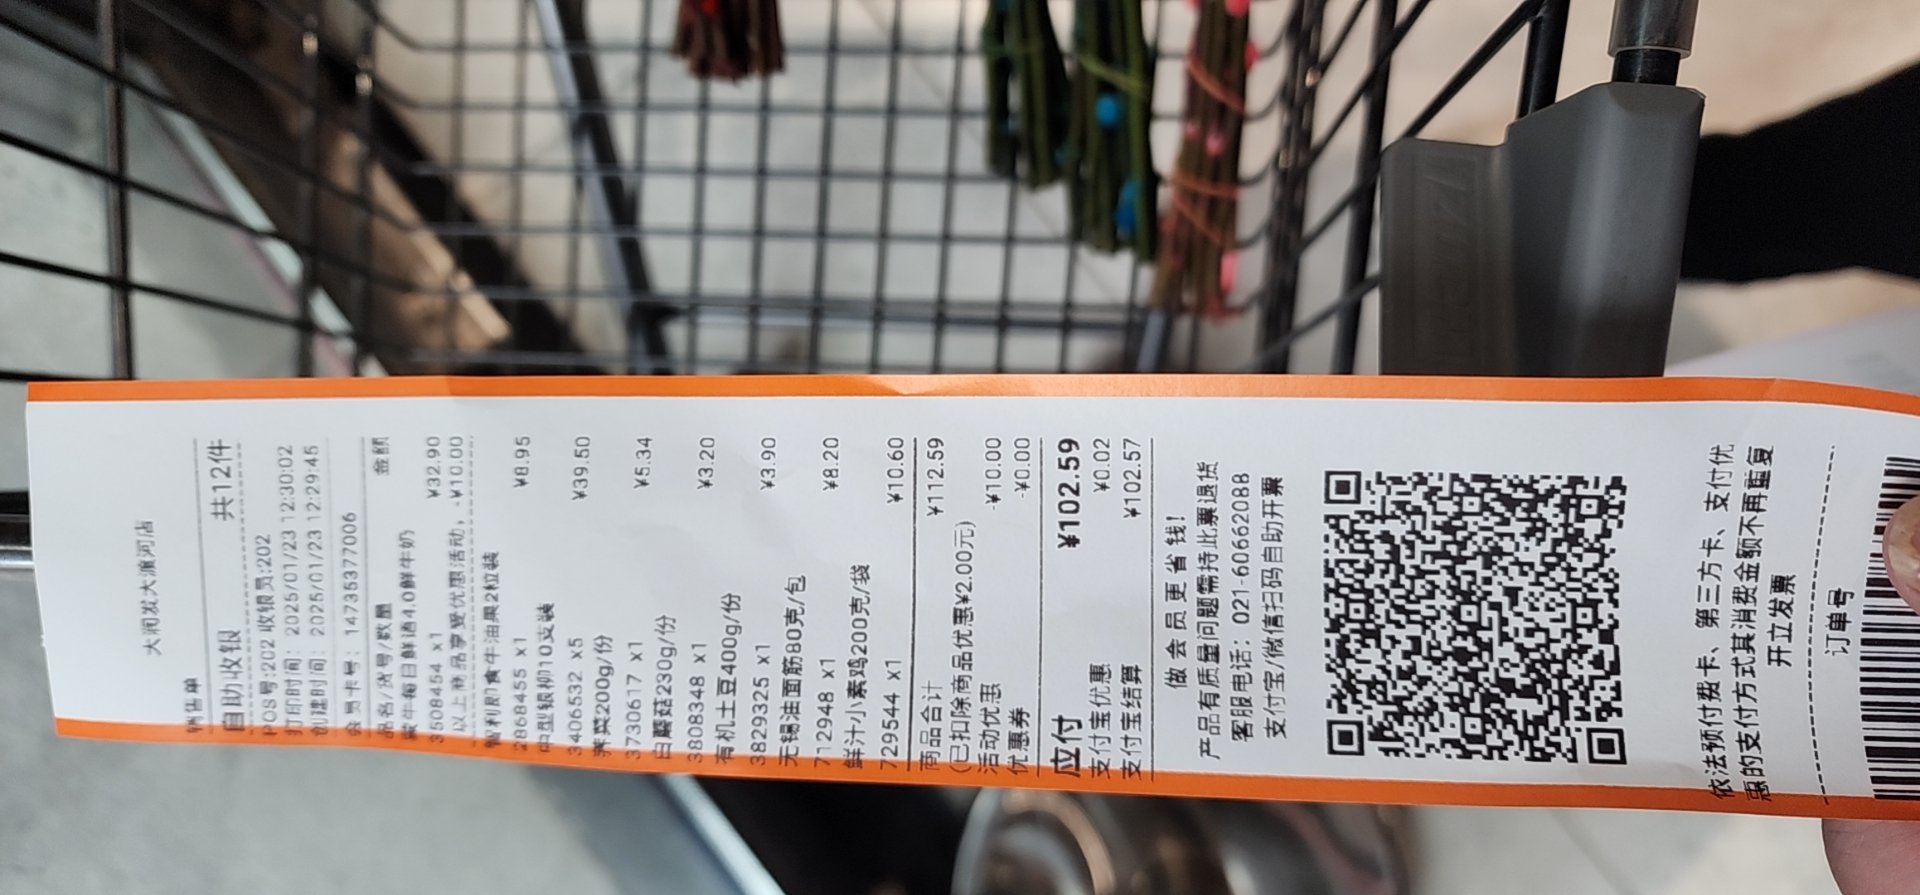 大润发大渡河店
销售单
自助收银 共12件
POS号:202 收银员:202
打印时间: 2025/01/23 12:30:02
创建时间: 2025/01/23 12:29:45
会员卡号: 14735377006
品名/货号/数量 金额
蒙牛每日鲜语4.0鲜牛奶
3508454 x1 ¥32.90
以上商品享受优惠活动, -¥10.00
智利即食牛油果2粒装
2868455 x1 ¥8.95
中型银柳10支装
3406532 x5 ¥39.50
荠菜200g/份
3730617 x1 ¥5.34
白蘑菇230g/份
3808348 x1 ¥3.20
有机土豆400g/份
3829325 x1 ¥3.90
无锡油面筋80克/包
712948 x1 ¥8.20
鲜汁小素鸡200克/袋
729544 x1 ¥10.60
商品合计 ¥112.59
(已扣除商品优惠¥2.00元)
活动优惠 -¥10.00
优惠券 -¥0.00
应付 ¥102.59
支付宝优惠 ¥0.02
支付宝结算 ¥102.57
做会员更省钱!
产品有质量问题需持此票退货
客服电话: 021-60662088
支付宝/微信扫码自助开票
依法预付费卡、第三方卡、支付优
惠的支付方式其消费金额不再重复
开立发票
订单号